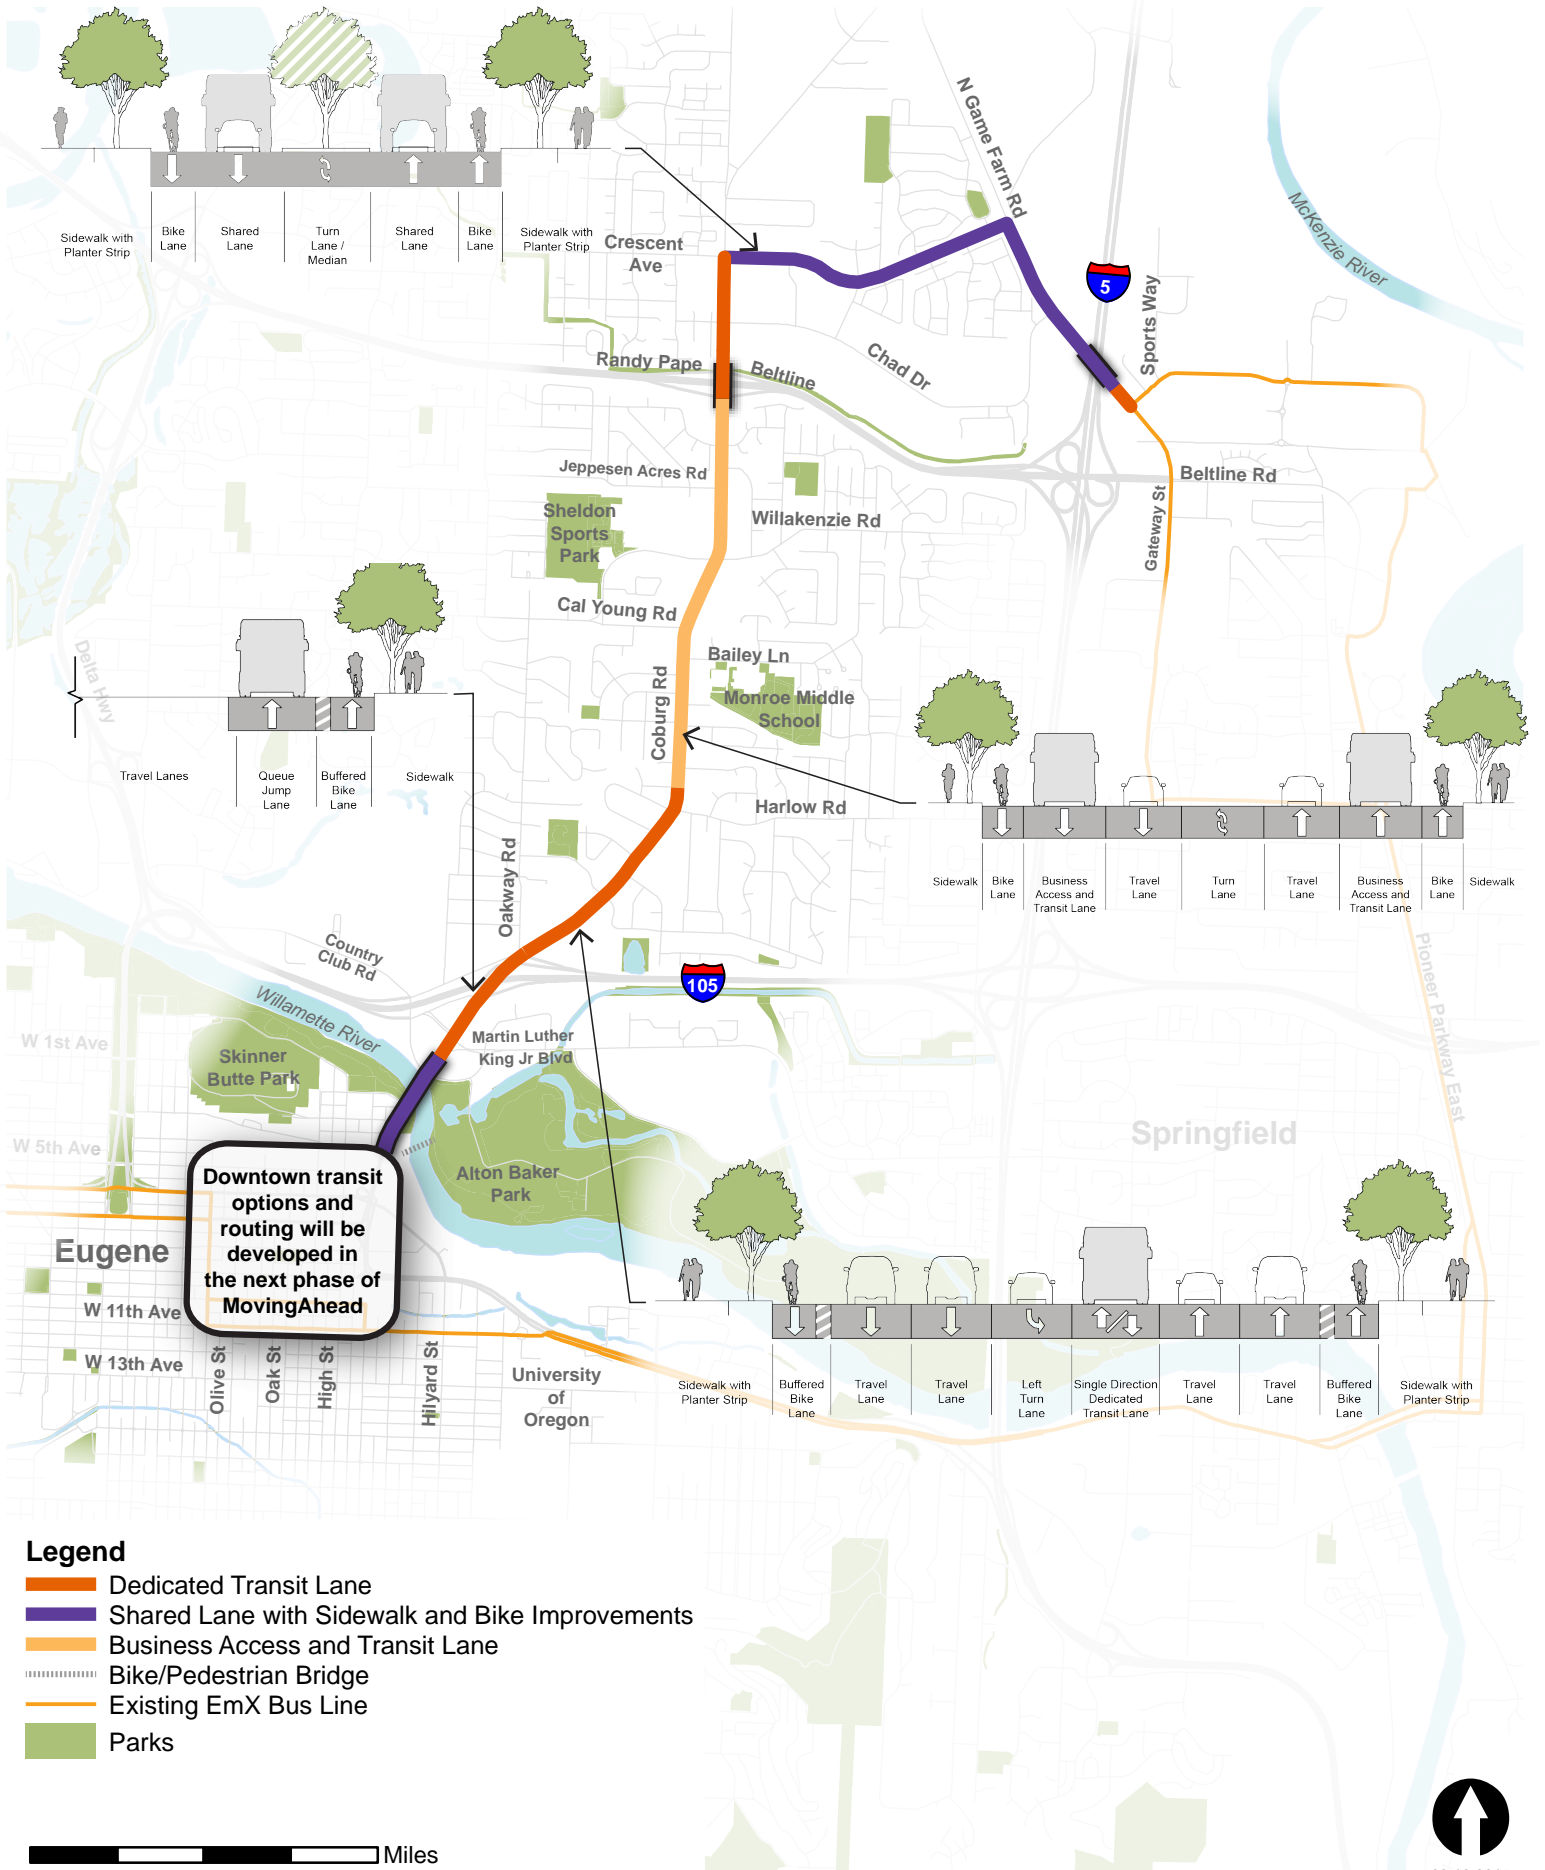 N Game Farm Rd
McKenzie River
Sidewalk with
Planter Strip
Bike
Lane
Shared
Lane
Turn
Lane /
Median
Shared
Lane
Bike
Lane
Sidewalk with
Planter Strip
Crescent
Ave
5
Sports Way
Randy Pape
Beltline
Chad Dr
Jeppesen Acres Rd
Beltline Rd
Gateway St
Sheldon
Sports
Park
Willakenzie Rd
Cal Young Rd
Delta Hwy
Bailey Ln
Coburg Rd
Monroe Middle
School
Travel Lanes
Queue
Jump
Lane
Buffered
Bike
Lane
Sidewalk
Harlow Rd
Oakway Rd
Sidewalk
Bike
Lane
Business
Access and
Transit Lane
Travel
Lane
Turn
Lane
Travel
Lane
Business
Access and
Transit Lane
Bike
Lane
Sidewalk
Country
Club Rd
Willamette River
105
Pioneer Parkway East
W 1st Ave
Skinner
Butte Park
Martin Luther
King Jr Blvd
Springfield
W 5th Ave
Alton Baker
Park
Downtown transit
options and
routing will be
developed in
the next phase of
MovingAhead
Eugene
W 11th Ave
W 13th Ave
Olive St
Oak St
High St
Hilyard St
University
of
Oregon
Sidewalk with
Planter Strip
Buffered
Bike
Lane
Travel
Lane
Travel
Lane
Left
Turn
Lane
Single Direction
Dedicated
Transit Lane
Travel
Lane
Travel
Lane
Buffered
Bike
Lane
Sidewalk with
Planter Strip
Legend
Dedicated Transit Lane
Shared Lane with Sidewalk and Bike Improvements
Business Access and Transit Lane
Bike/Pedestrian Bridge
Existing EmX Bus Line
Parks
Miles